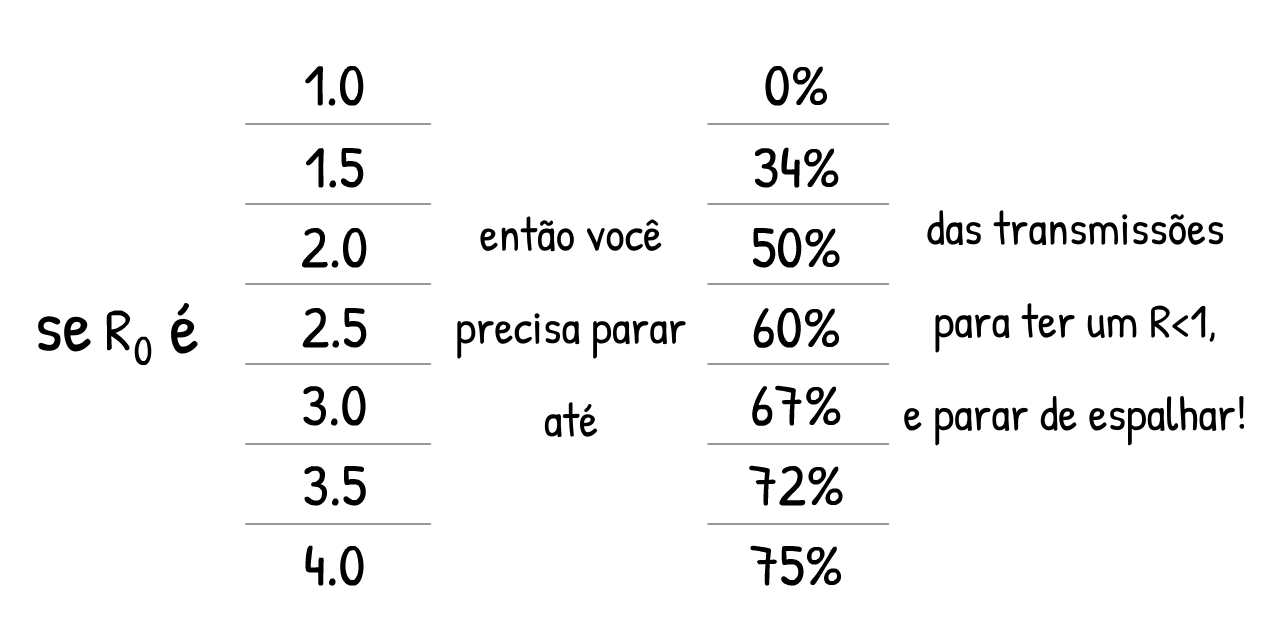 se R₀ é
1.0
1.5
2.0
2.5
3.0
3.5
4.0
então você
precisa parar
até
0%
34%
50%
60%
67%
72%
75%
das transmissões
para ter um R<1,
e parar de espalhar!